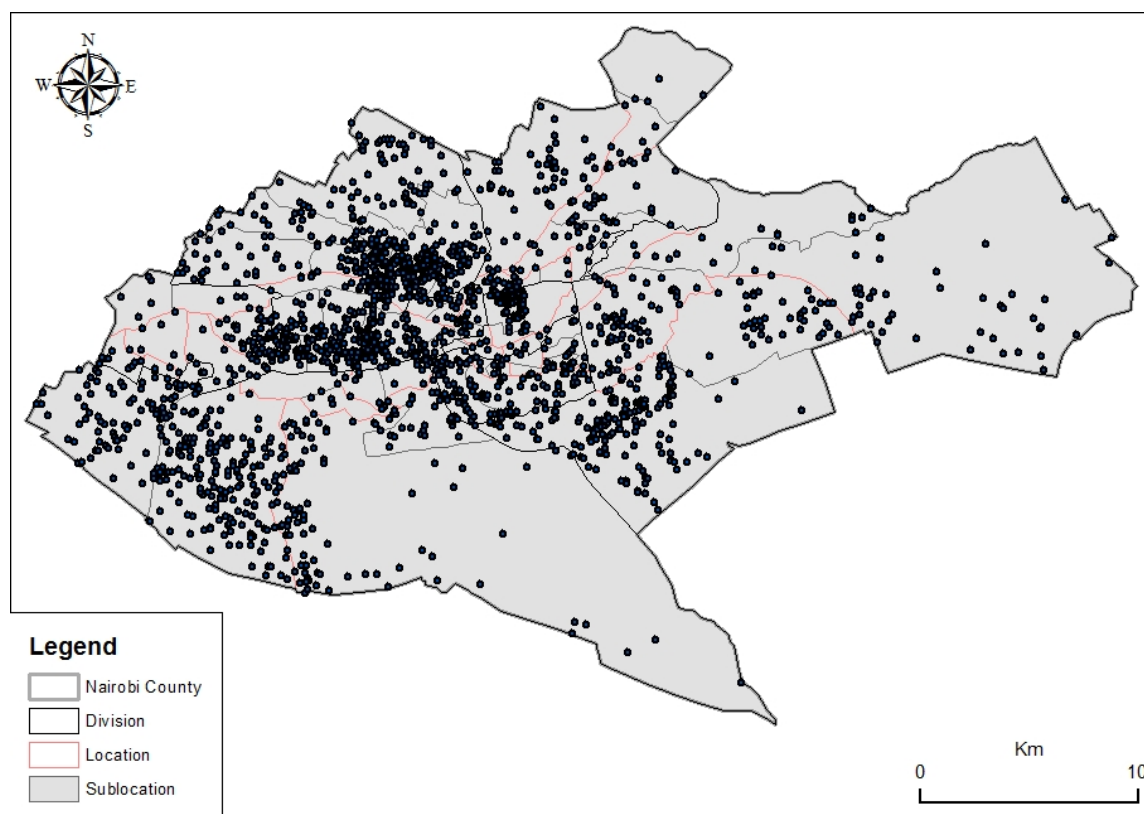 N
W E
S
Legend
Nairobi County
Division
Location
Sublocation
Km
0 10